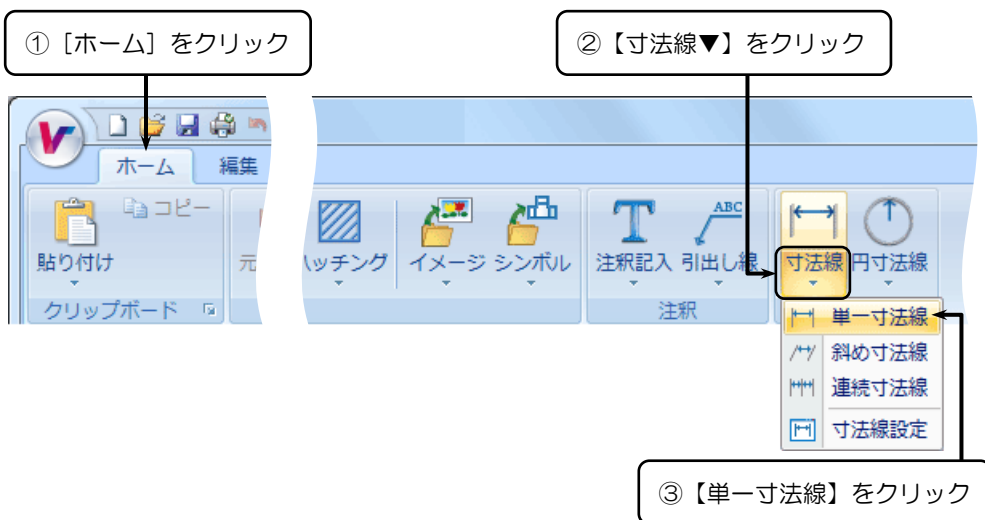 ①［ホーム］をクリック
②【寸法線▼】をクリック
ホーム 編集
貼り付け
コピー
クリップボード
元
ハッチング イメージ シンボル
注釈記入 引出し線
ABC
注釈
寸法線 円寸法線
単一寸法線
斜め寸法線
連続寸法線
寸法線設定
③【単一寸法線】をクリック